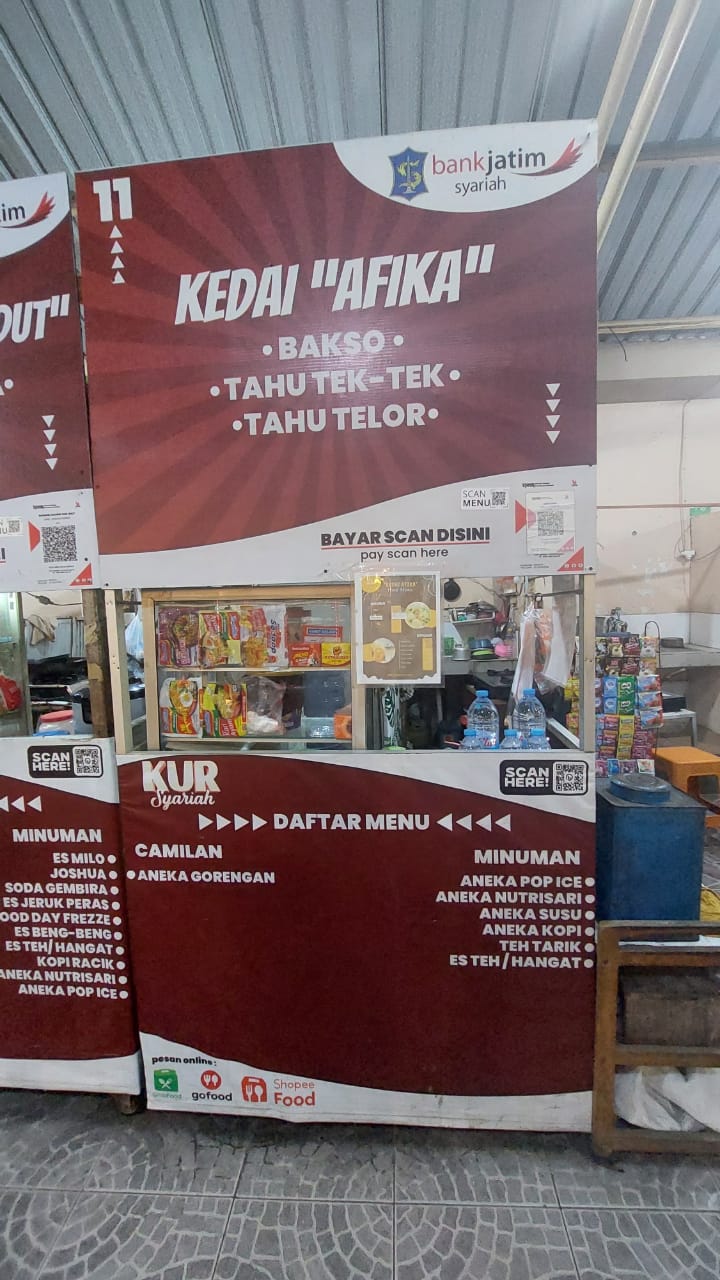 11
bankjatim
syariah
KEDAI "AFIKA"
• BAKSO •
• TAHU TEK-TEK •
• TAHU TELOR •
SCAN
MENU
BAYAR SCAN DISINI
pay scan here
KUR
Syariah
SCAN
HERE!
DAFTAR MENU
CAMILAN
• ANEKA GORENGAN
MINUMAN
ANEKA POP ICE •
ANEKA NUTRISARI •
ANEKA SUSU •
ANEKA KOPI •
TEH TARIK •
ES TEH / HANGAT •
pesan online :
GrabFood
gofood
Shopee
Food
im
OUT"
SCAN
HERE!
MINUMAN
ES MILO •
JOSHUA •
SODA GEMBIRA •
ES JERUK PERAS •
OOD DAY FREZZE •
ES BENG-BENG •
ES TEH / HANGAT •
KOPI RACIK •
ANEKA NUTRISARI •
ANEKA POP ICE •